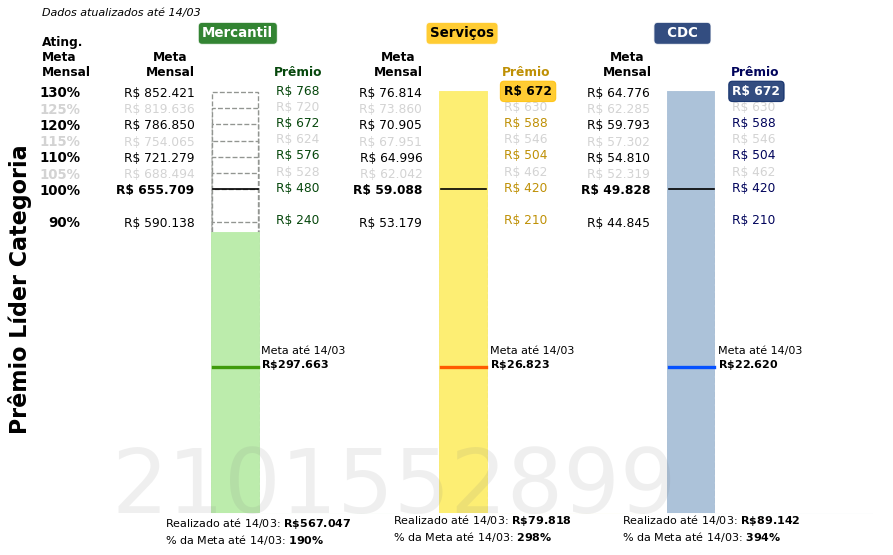 Dados atualizados até 14/03
Mercantil Serviços CDC
Ating. Meta Mensal
Meta Mensal Prêmio Meta Mensal Prêmio Meta Mensal Prêmio
130% R$ 852.421 R$ 768 R$ 76.814 R$ 672 R$ 64.776 R$ 672
125% R$ 819.636 R$ 720 R$ 73.860 R$ 630 R$ 62.285 R$ 630
120% R$ 786.850 R$ 672 R$ 70.905 R$ 588 R$ 59.793 R$ 588
115% R$ 754.065 R$ 624 R$ 67.951 R$ 546 R$ 57.302 R$ 546
110% R$ 721.279 R$ 576 R$ 64.996 R$ 504 R$ 54.810 R$ 504
105% R$ 688.494 R$ 528 R$ 62.042 R$ 462 R$ 52.319 R$ 462
100% R$ 655.709 R$ 480 R$ 59.088 R$ 420 R$ 49.828 R$ 420
90% R$ 590.138 R$ 240 R$ 53.179 R$ 210 R$ 44.845 R$ 210
Prêmio Líder Categoria
Meta até 14/03 Meta até 14/03 Meta até 14/03
R$297.663 R$26.823 R$22.620
2101552899
Realizado até 14/03: R$567.047 Realizado até 14/03: R$79.818 Realizado até 14/03: R$89.142
% da Meta até 14/03: 190% % da Meta até 14/03: 298% % da Meta até 14/03: 394%